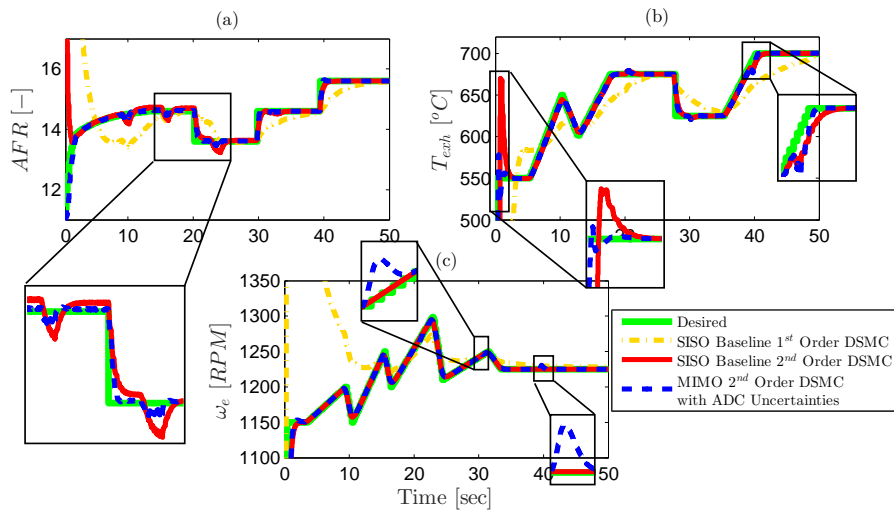 (a)
AFR [−]
16
14
12
0
10
20
30
40
50
(b)
T_exh [°C]
700
650
600
550
500
0
10
30
40
50
(c)
ω_e [RPM]
1350
1300
1250
1200
1150
1100
0
10
20
30
40
50
Time [sec]
Desired
SISO Baseline 1st Order DSMC
SISO Baseline 2nd Order DSMC
MIMO 2nd Order DSMC
with ADC Uncertainties